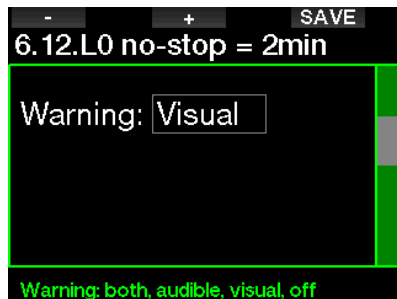 - + SAVE
6.12.L0 no-stop = 2min
Warning: Visual
Warning: both, audible, visual, off